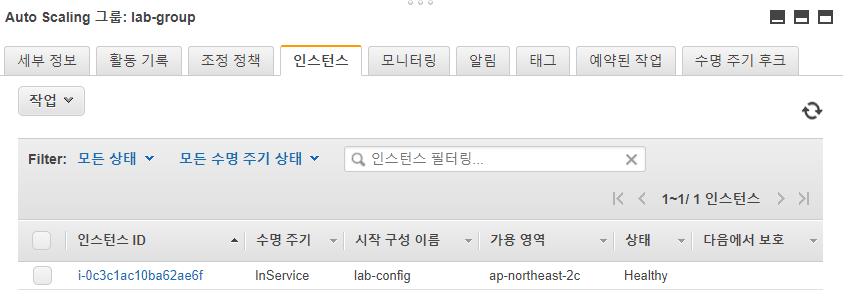 Auto Scaling 그룹: lab-group
세부 정보 활동 기록 조정 정책 인스턴스 모니터링 알림 태그 예약된 작업 수명 주기 후크
작업
Filter: 모든 상태 모든 수명 주기 상태 인스턴스 필터링...
1~1/ 1 인스턴스
인스턴스 ID 수명 주기 시작 구성 이름 가용 영역 상태 다음에서 보호
i-0c3c1ac10ba62ae6f InService lab-config ap-northeast-2c Healthy